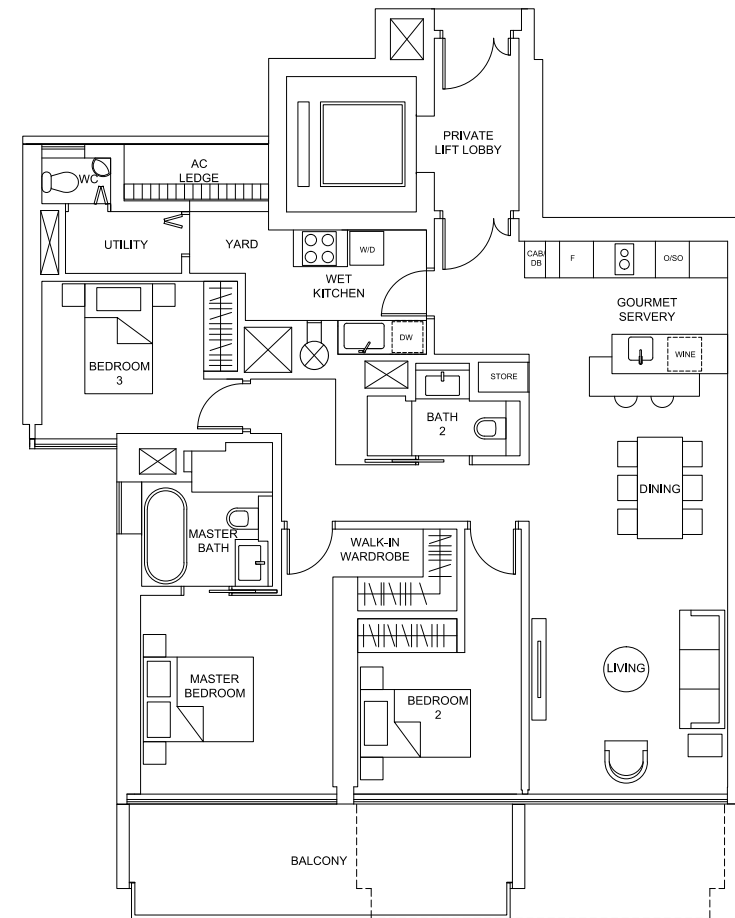 PRIVATE
LIFT LOBBY
AC
LEDGE
WC
UTILITY
YARD
W/D
WET
KITCHEN
CAB/
DB
F
O/SO
GOURMET
SERVERY
WINE
DW
BEDROOM
3
STORE
BATH
2
DINING
MASTER
BATH
WALK-IN
WARDROBE
LIVING
MASTER
BEDROOM
BEDROOM
2
BALCONY